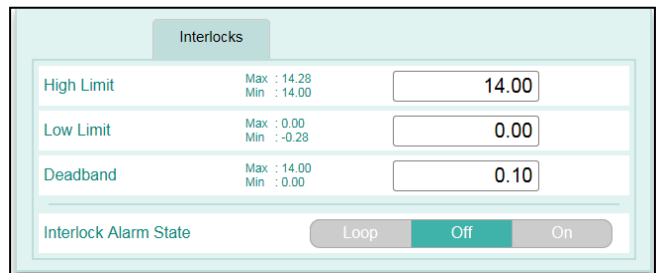 Interlocks
High Limit
Max : 14.28
Min : 14.00
14.00
Low Limit
Max : 0.00
Min : -0.28
0.00
Deadband
Max : 14.00
Min : 0.00
0.10
Interlock Alarm State
Loop Off On